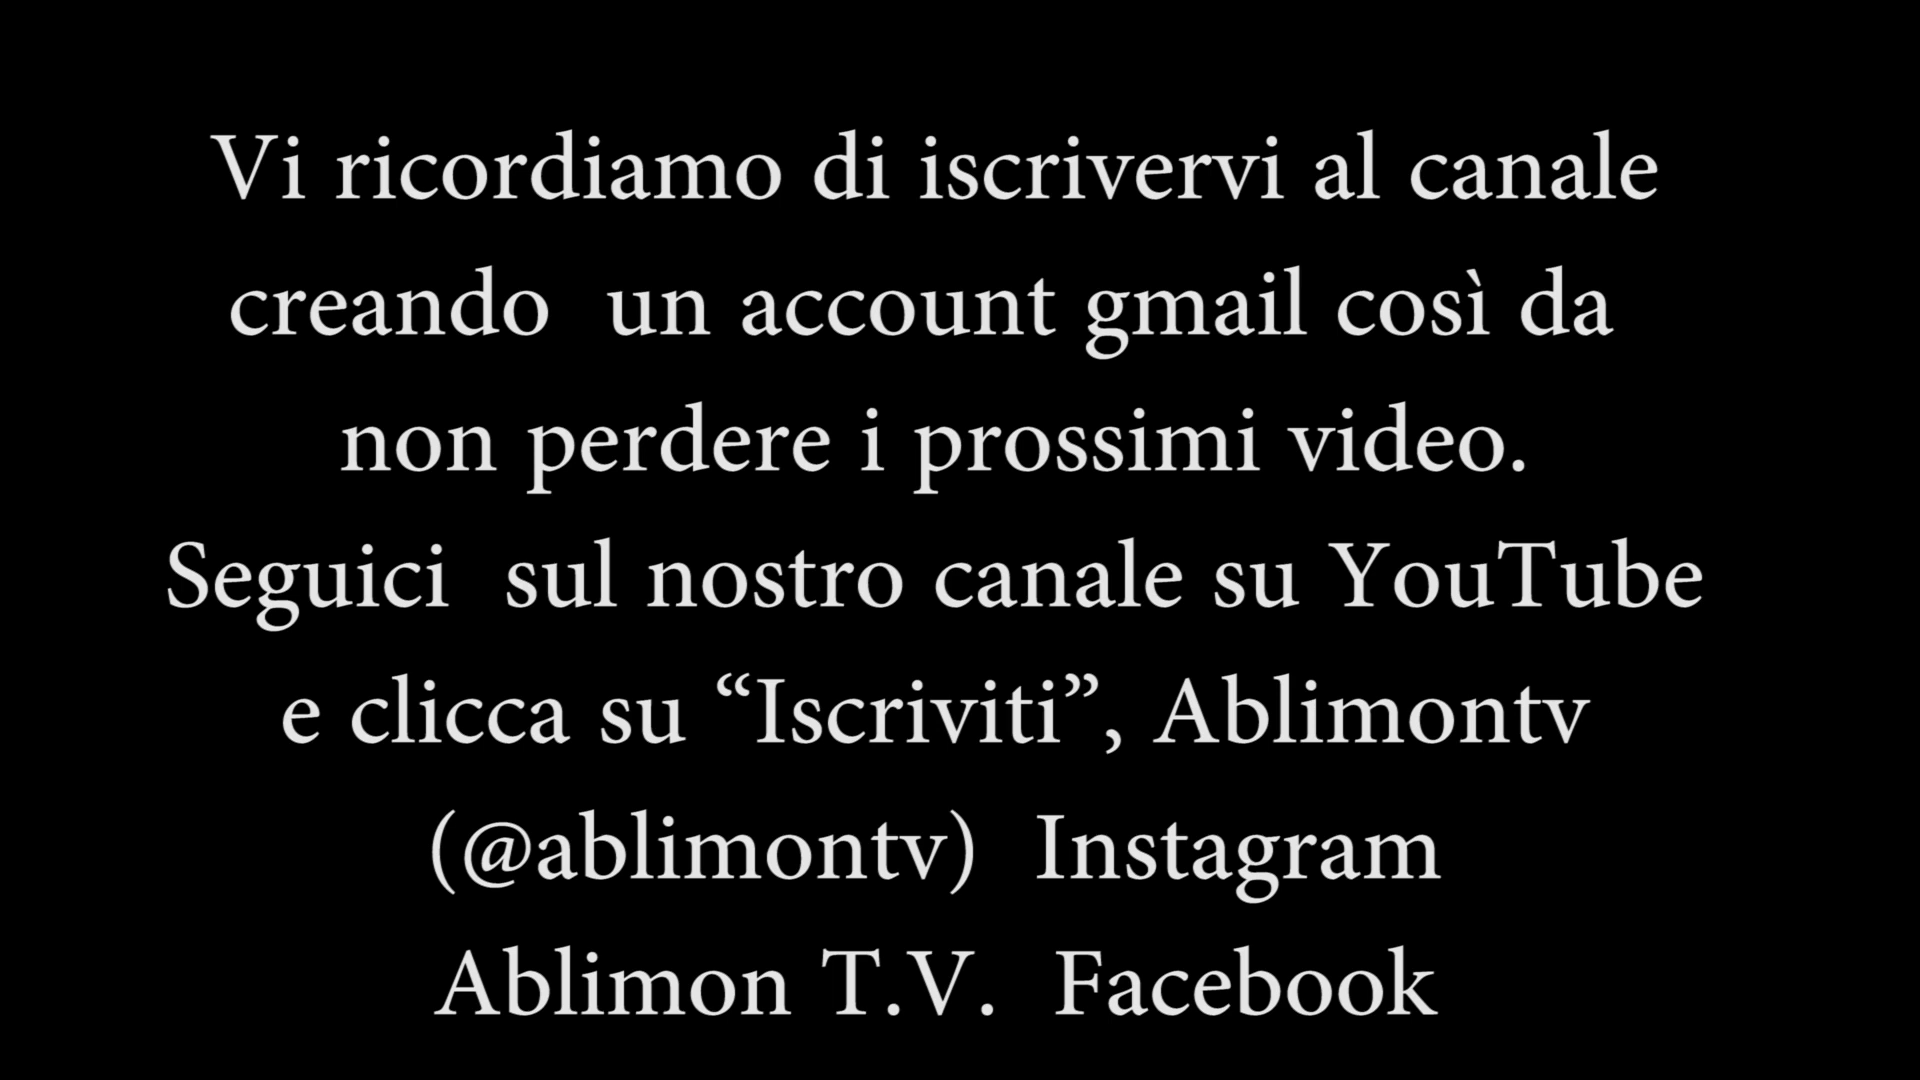 Vi ricordiamo di iscrivervi al canale
creando  un account gmail così da
non perdere i prossimi video.
Seguici  sul nostro canale su YouTube
e clicca su “Iscriviti”, Ablimontv
(@ablimontv)  Instagram
Ablimon T.V.  Facebook